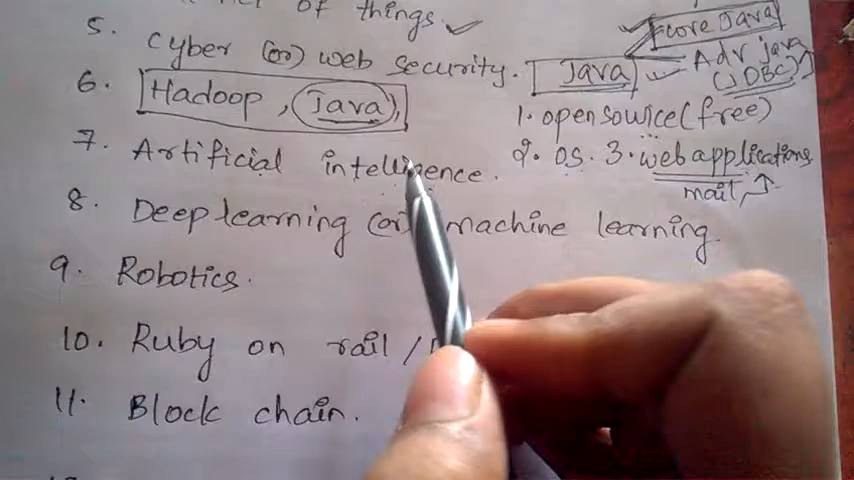 of things.
5. Cyber (or) web security.
6. Hadoop, (Java),
7. Artificial intelligence.
8. Deep learning (or) machine learning
9. Robotics.
10. Ruby on rail /
11. Block chain.
Java
core Java
Adv java
(JDBC)
1. open source (free)
2. OS. 3. web applications
mail,